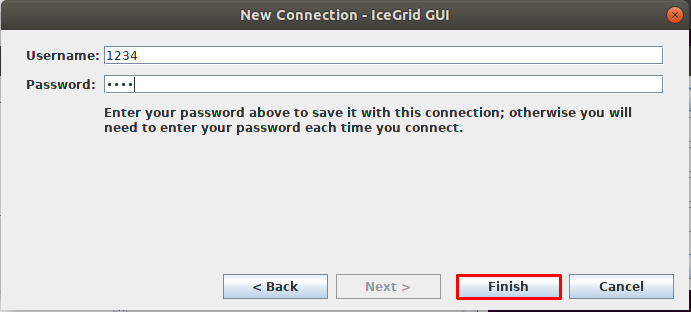 New Connection - IceGrid GUI
Username: 1234
Password: ••••
Enter your password above to save it with this connection; otherwise you will
need to enter your password each time you connect.
< Back Next > Finish Cancel